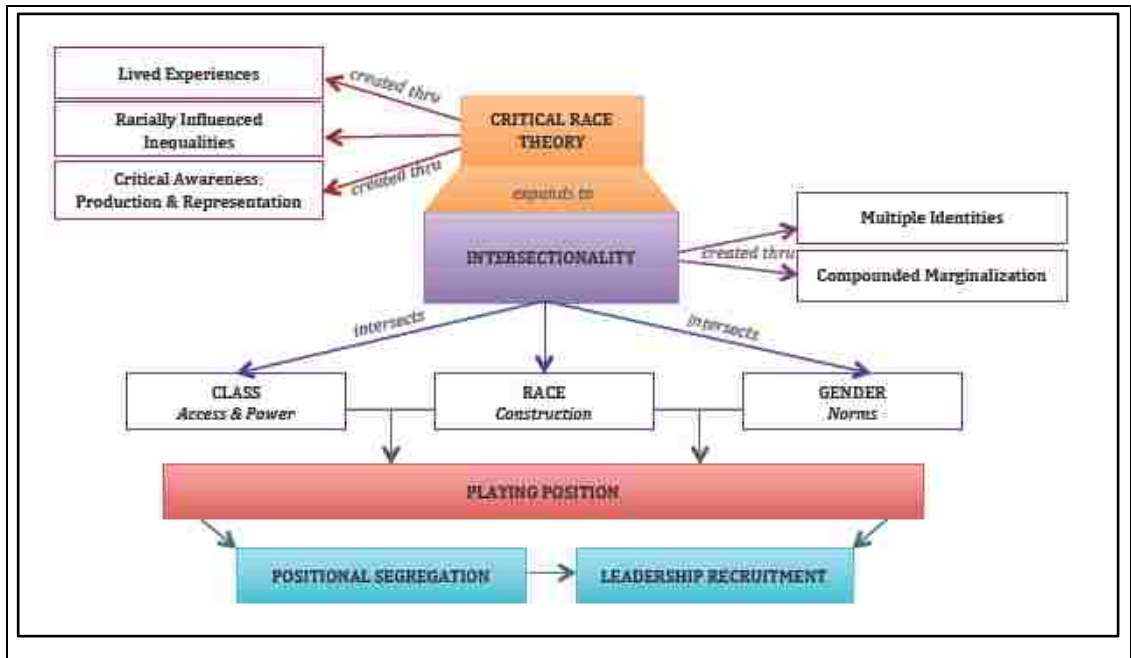 Lived Experiences
created thru
Racially Influenced
Inequalities
Critical Awareness:
Production & Representation
created thru
CRITICAL RACE
THEORY
expands to
INTERSECTIONALITY
Multiple Identities
created thru
Compounded Marginalization
intersects
intersects
CLASS
Access & Power
RACE
Construction
GENDER
Norms
PLAYING POSITION
POSITIONAL SEGREGATION
LEADERSHIP RECRUITMENT